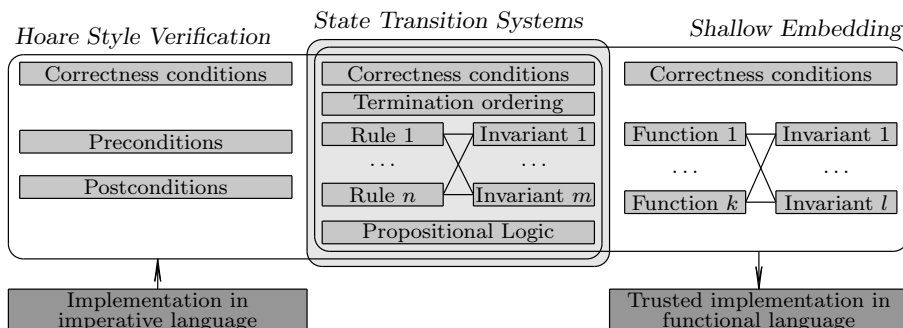 State Transition Systems
Hoare Style Verification
Shallow Embedding
Correctness conditions
Preconditions
Postconditions
Correctness conditions
Termination ordering
Rule 1
Invariant 1
...
...
Rule n
Invariant m
Propositional Logic
Correctness conditions
Function 1
Invariant 1
...
...
Function k
Invariant l
Implementation in
imperative language
Trusted implementation in
functional language